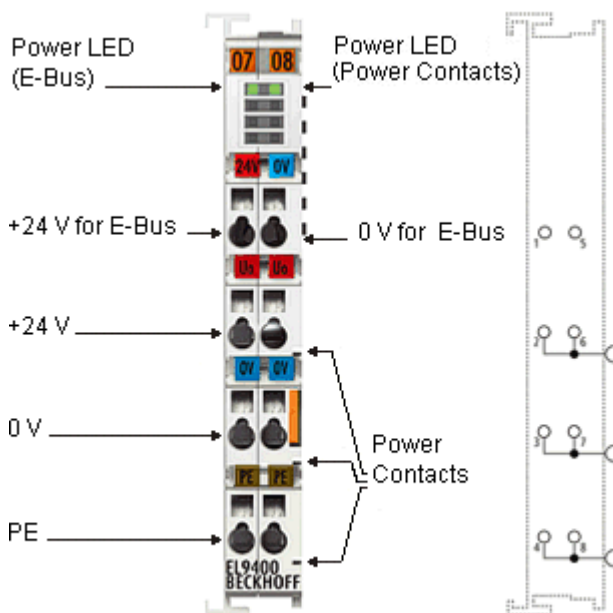 Power LED
(E-Bus)
Power LED
(Power Contacts)
07 08
24V 0V
+24 V for E-Bus
0 V for E-Bus
1 5
Uo Uo
+24 V
2 6
0V 0V
0 V
3 7
Power
Contacts
PE PE
PE
4 8
EL9400
BECKHOFF